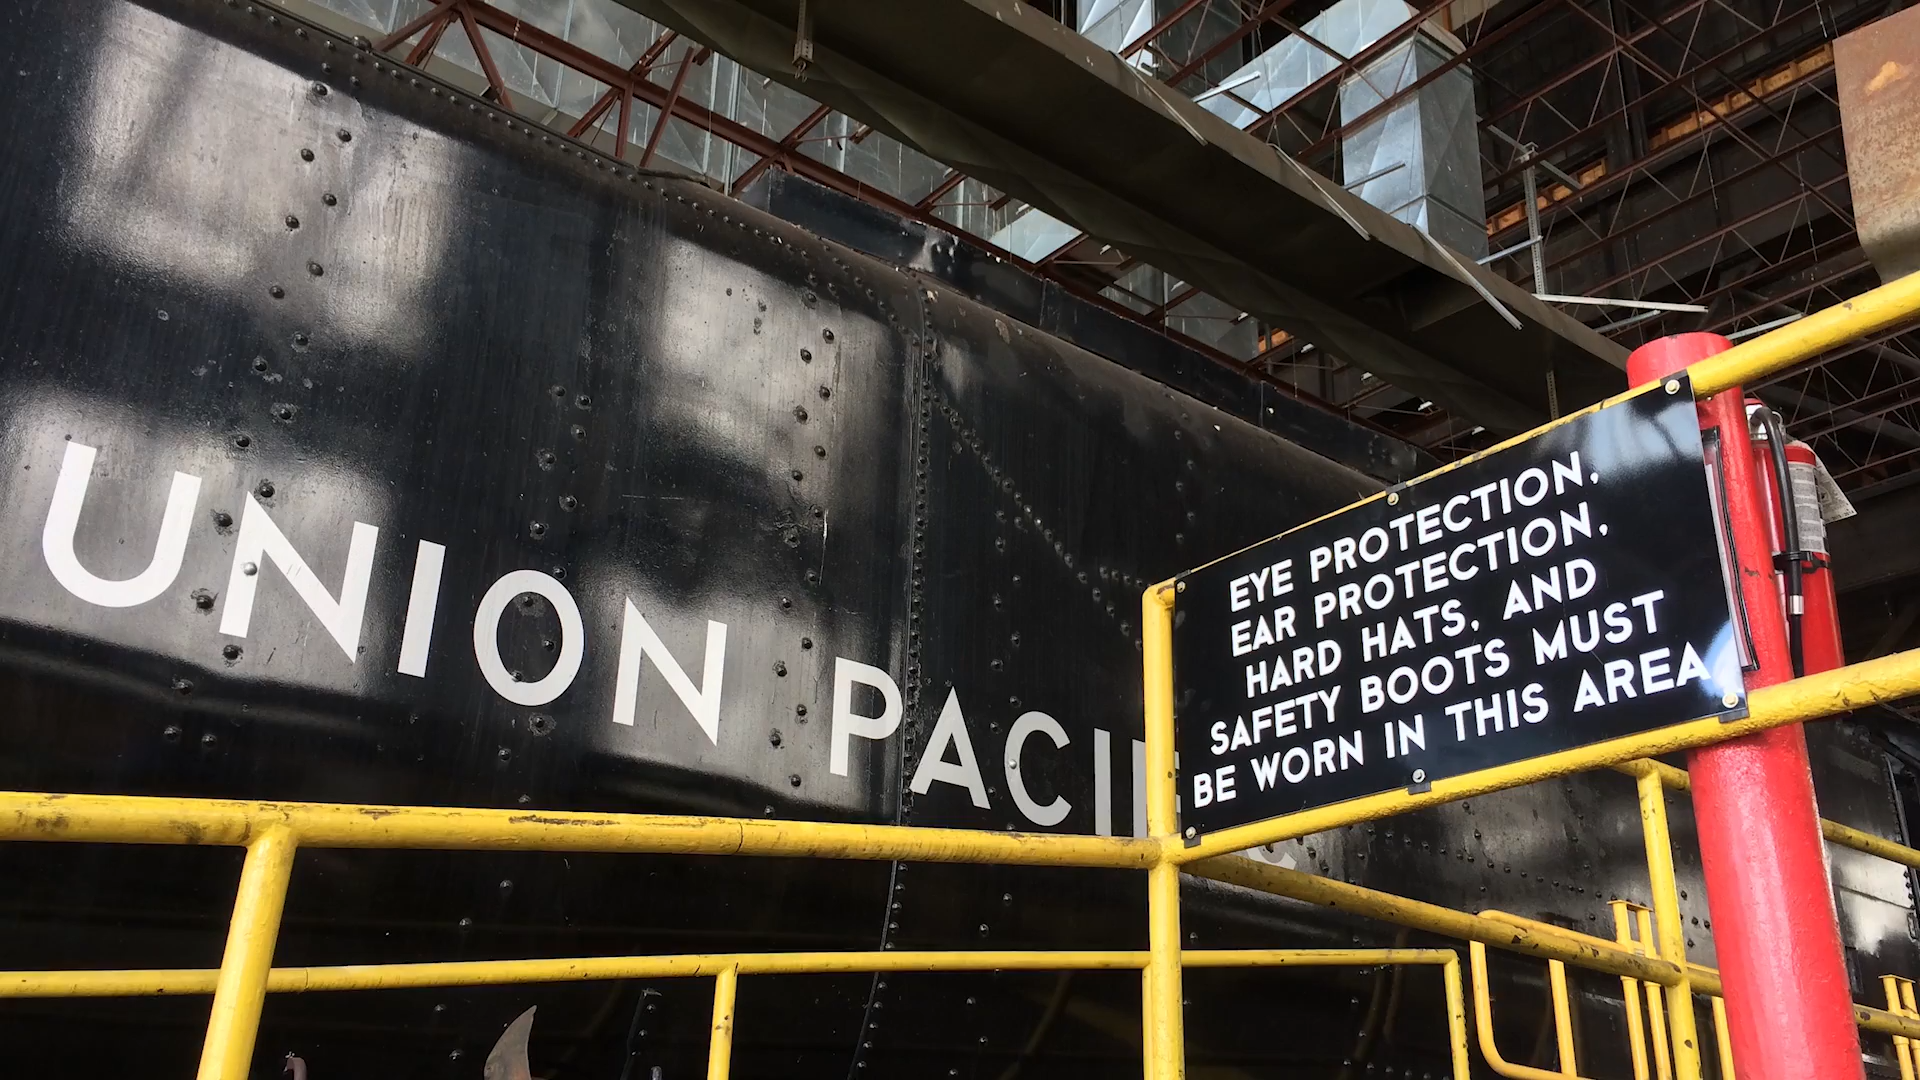 UNION PACI
EYE PROTECTION,
EAR PROTECTION,
HARD HATS, AND
SAFETY BOOTS MUST
BE WORN IN THIS AREA